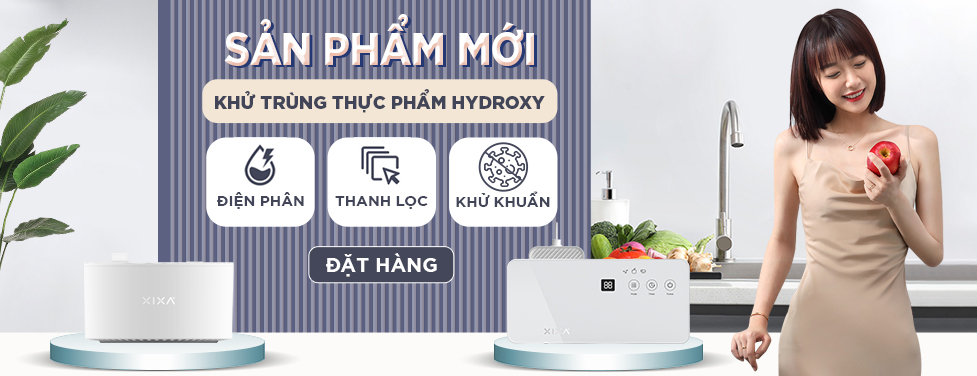 SẢN PHẨM MỚI
KHỬ TRÙNG THỰC PHẨM HYDROXY
ĐIỆN PHÂN
THANH LỌC
KHỬ KHUẨN
ĐẶT HÀNG
XIXA
88
XIXA